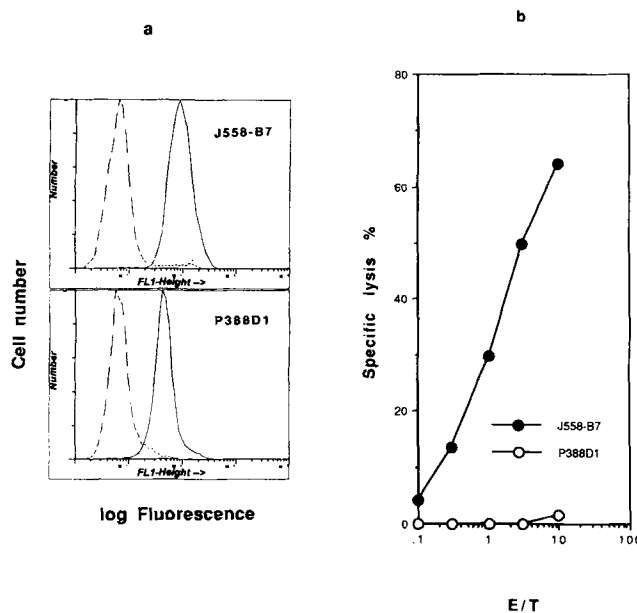 a
J558-B7
Number
FL1-Height -->
P388D1
Number
FL1-Height -->
Cell number
log Fluorescence
b
80
60
40
20
0
Specific lysis %
J558-B7
P388D1
.1
1
10
100
E/T